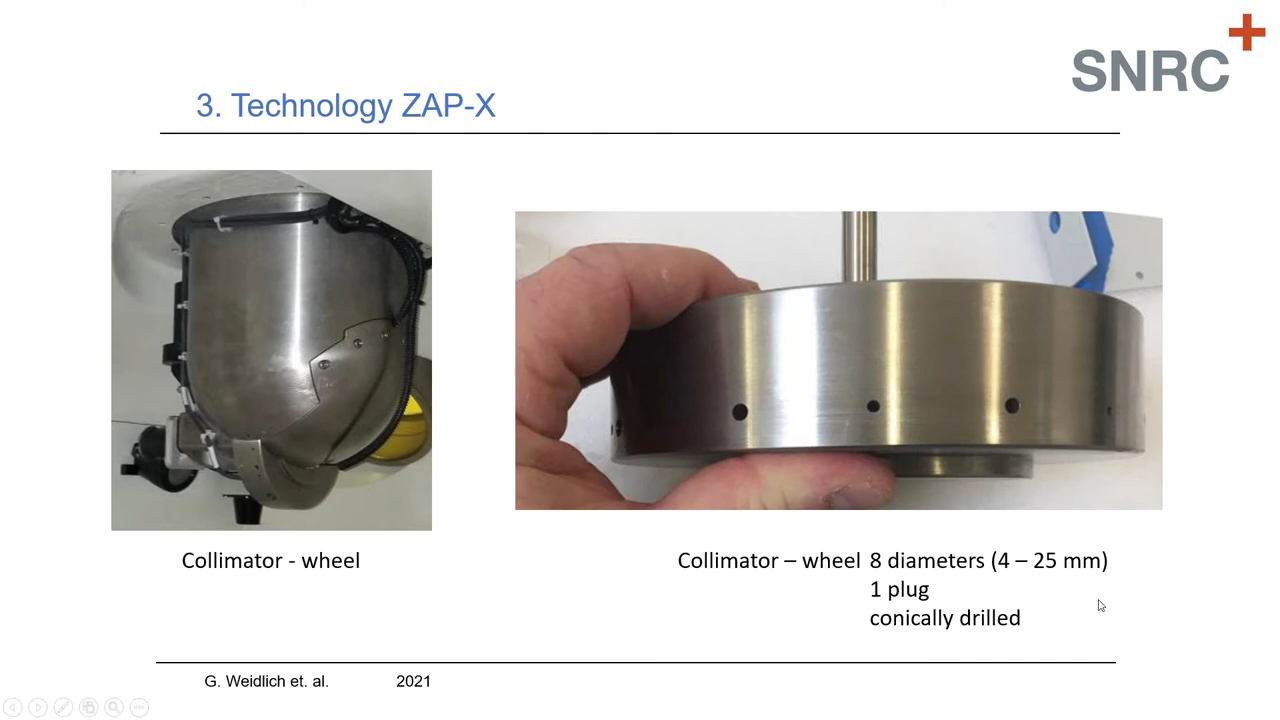 SNRC
3. Technology ZAP-X
Collimator - wheel
Collimator – wheel 8 diameters (4 – 25 mm)
1 plug
conically drilled
G. Weidlich et. al. 2021